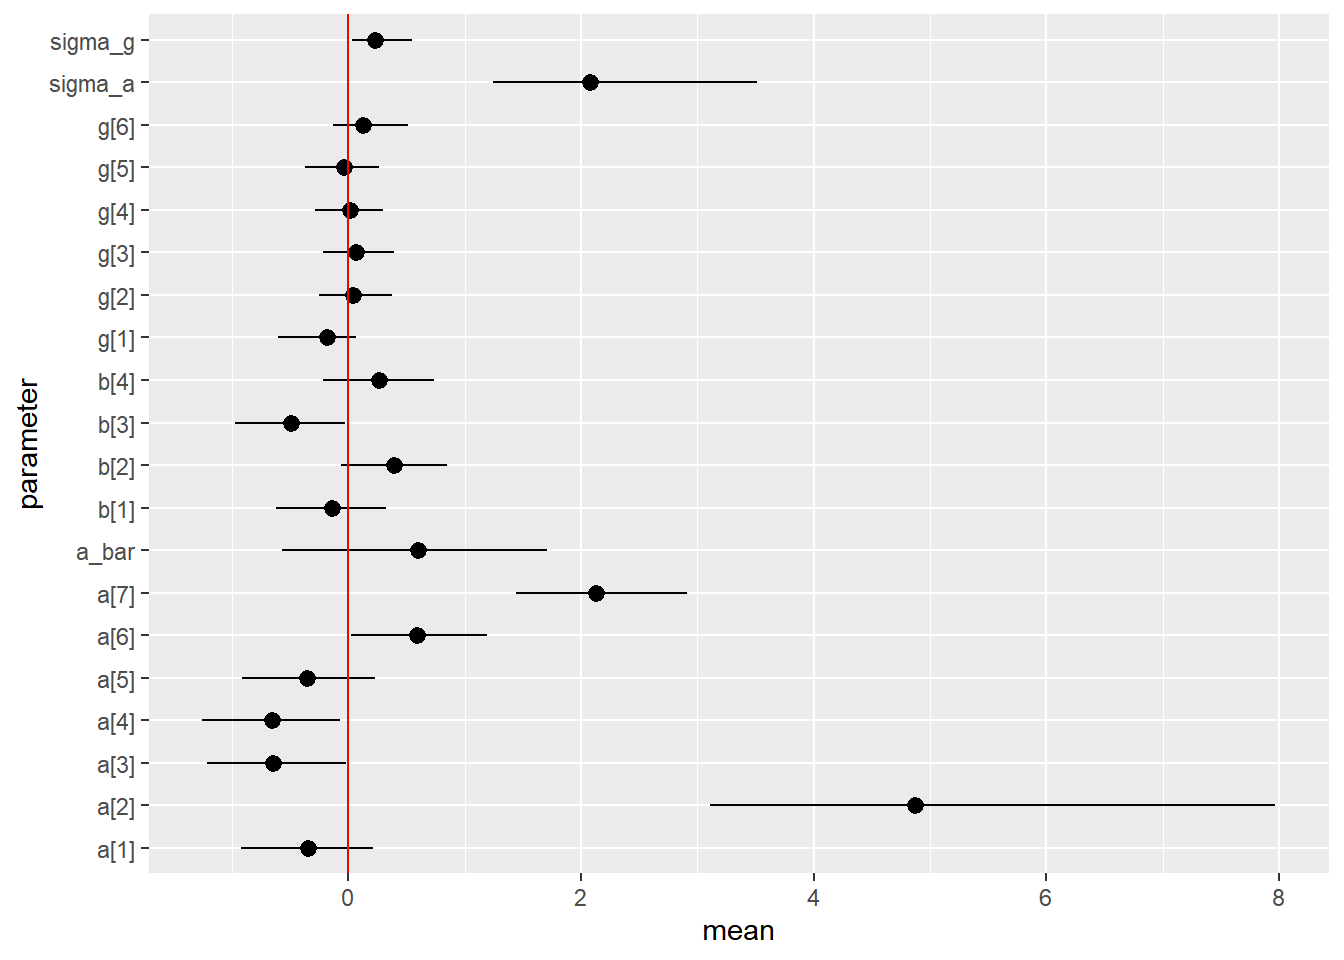 sigma_g
sigma_a
g[6]
g[5]
g[4]
g[3]
g[2]
g[1]
b[4]
b[3]
b[2]
b[1]
a_bar
a[7]
a[6]
a[5]
a[4]
a[3]
a[2]
a[1]
parameter
0 2 4 6 8
mean